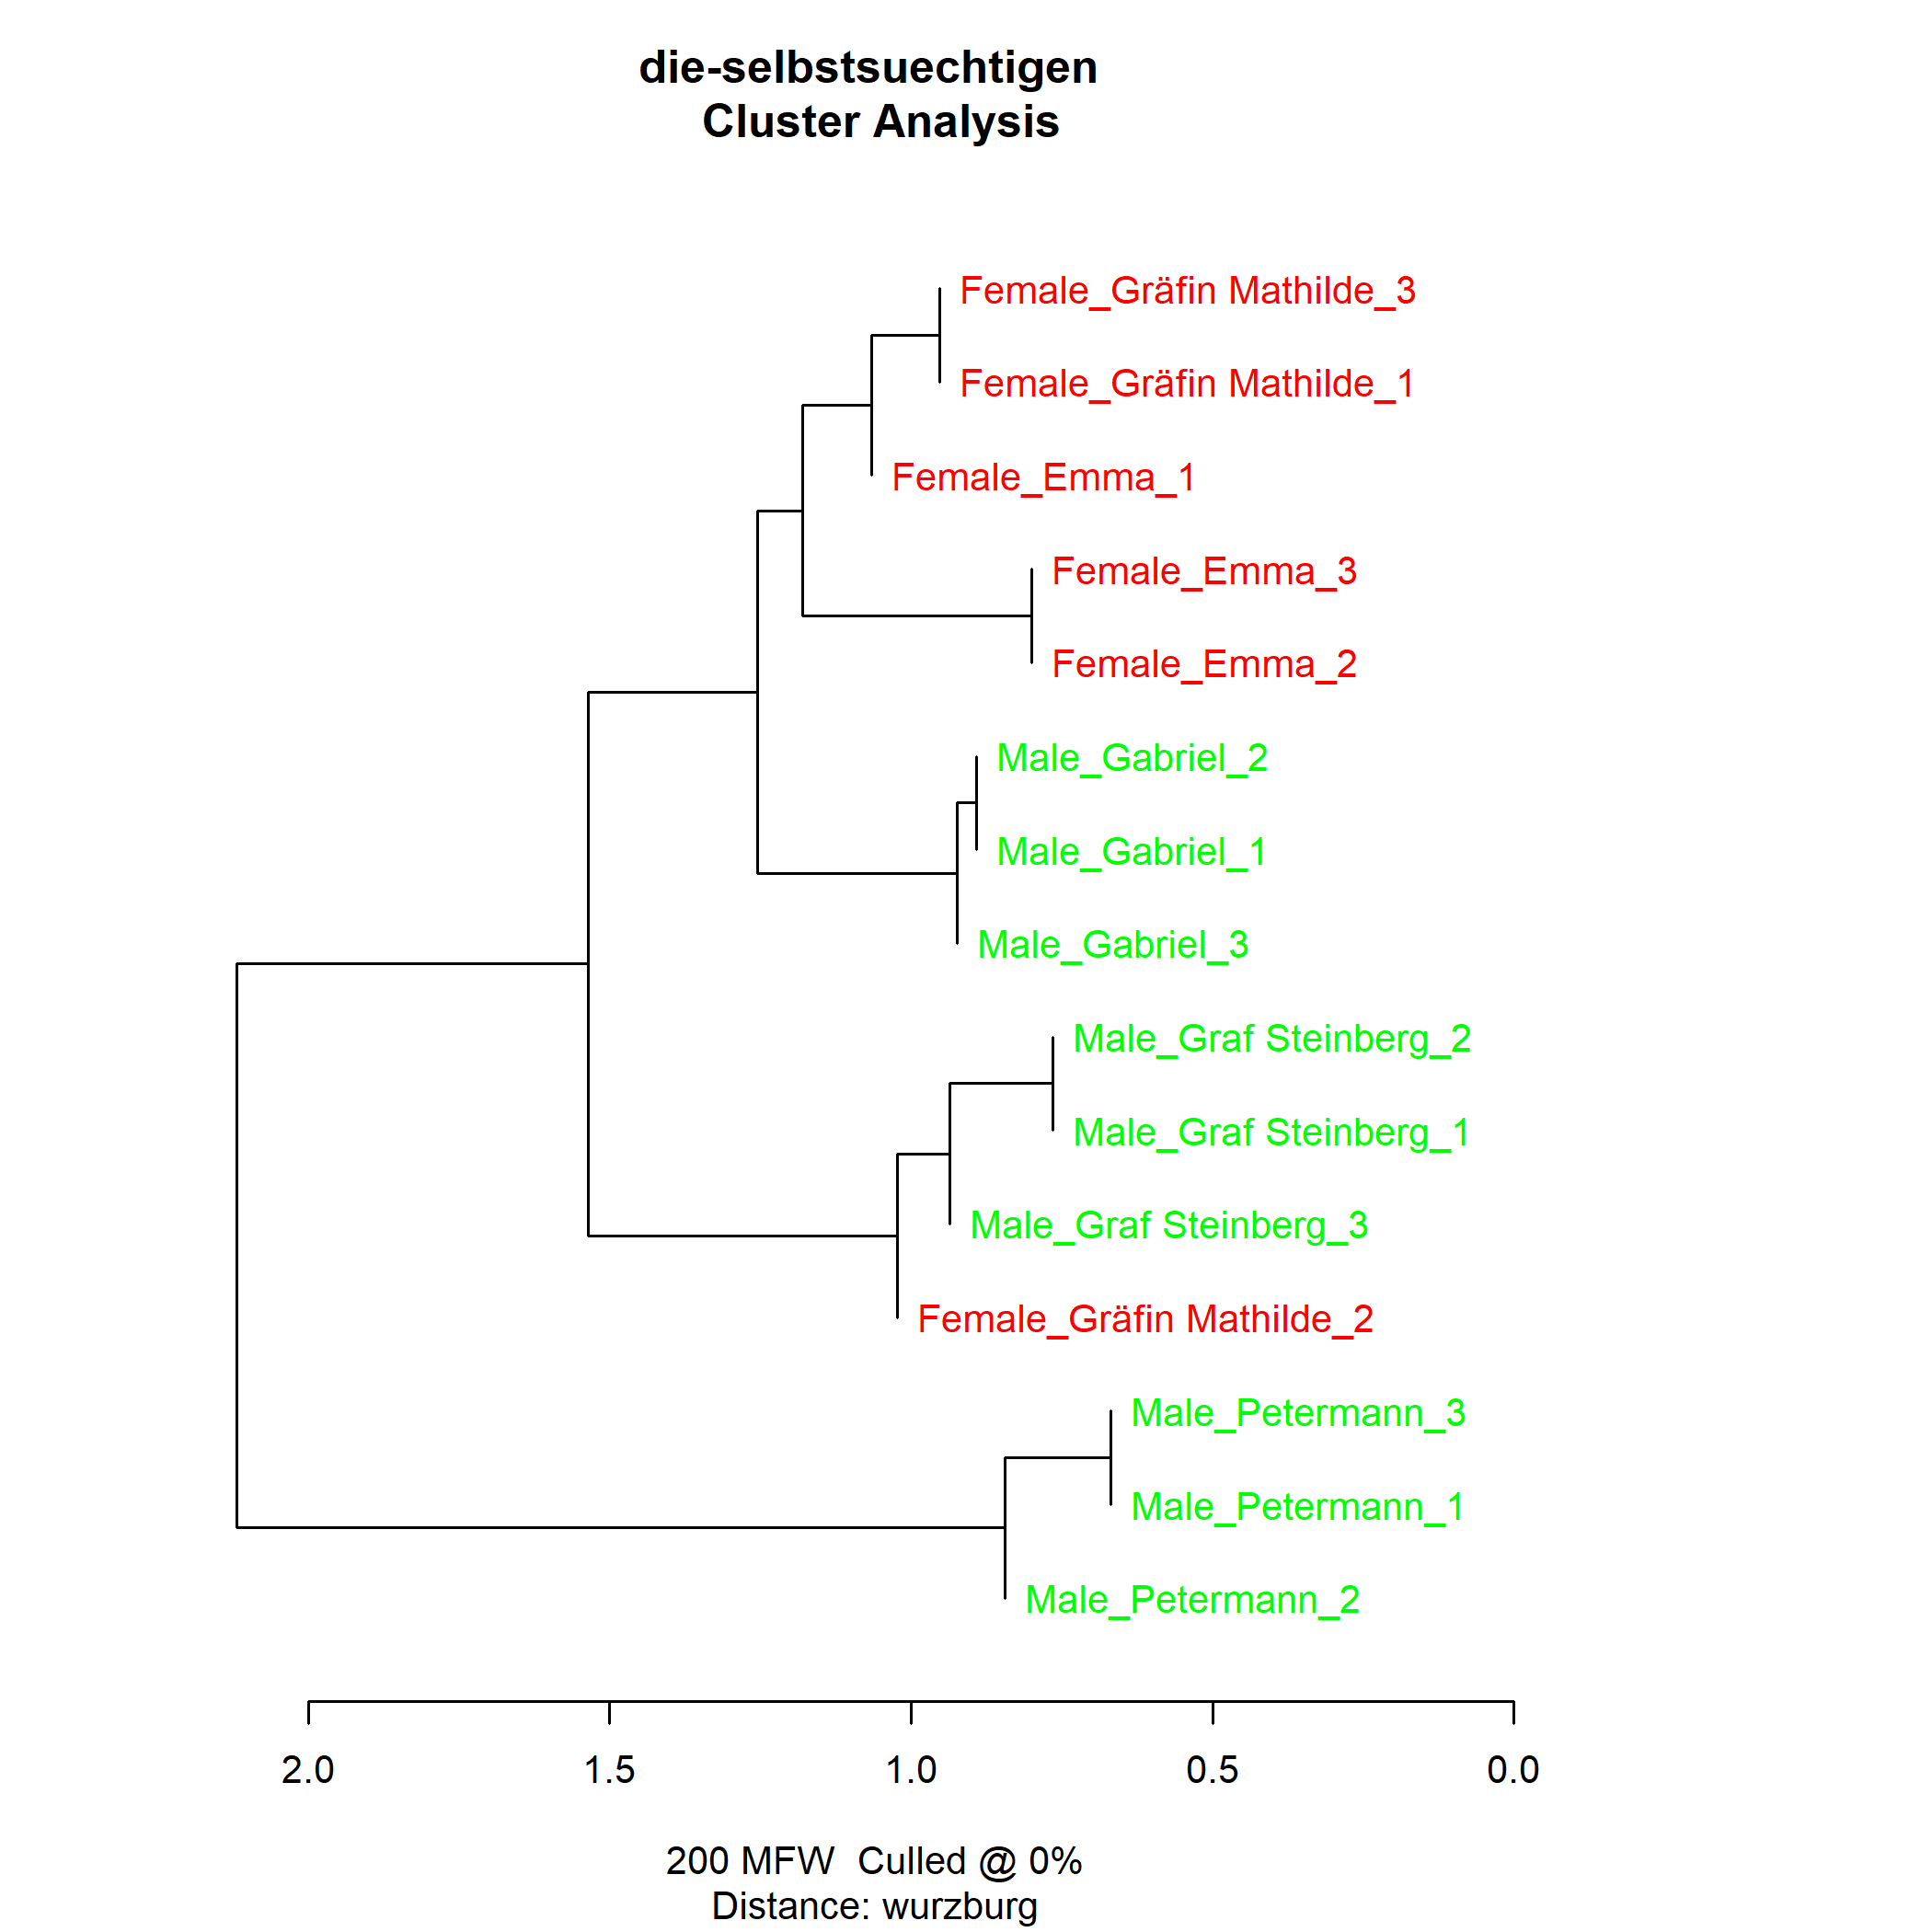 die-selbstsuechtigen
Cluster Analysis
Female_Gräfin Mathilde_3
Female_Gräfin Mathilde_1
Female_Emma_1
Female_Emma_3
Female_Emma_2
Male_Gabriel_2
Male_Gabriel_1
Male_Gabriel_3
Male_Graf Steinberg_2
Male_Graf Steinberg_1
Male_Graf Steinberg_3
Female_Gräfin Mathilde_2
Male_Petermann_3
Male_Petermann_1
Male_Petermann_2
2.0 1.5 1.0 0.5 0.0
200 MFW  Culled @ 0%
Distance: wurzburg